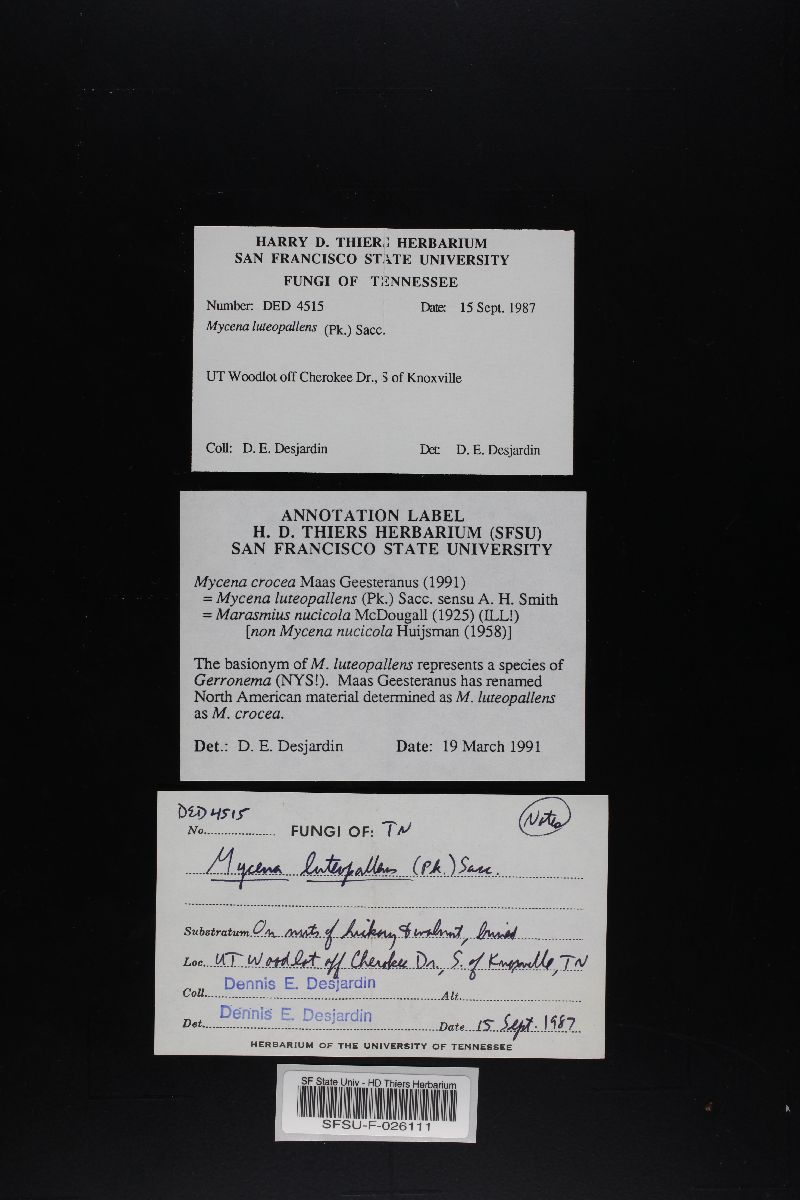 HARRY D. THIERS HERBARIUM
SAN FRANCISCO STATE UNIVERSITY
FUNGI OF TENNESSEE
Number: DED 4515 Date: 15 Sept. 1987
Mycena luteopallens (Pk.) Sacc.
UT Woodlot off Cherokee Dr., S of Knoxville
Coll: D. E. Desjardin Det: D. E. Desjardin
ANNOTATION LABEL
H. D. THIERS HERBARIUM (SFSU)
SAN FRANCISCO STATE UNIVERSITY
Mycena crocea Maas Geesteranus (1991)
= Mycena luteopallens (Pk.) Sacc. sensu A. H. Smith
= Marasmius nucicola McDougall (1925) (ILL!)
[non Mycena nucicola Huijsman (1958)]
The basionym of M. luteopallens represents a species of
Gerronema (NYS!). Maas Geesteranus has renamed
North American material determined as M. luteopallens
as M. crocea.
Det.: D. E. Desjardin Date: 19 March 1991
DED 4515
No. FUNGI OF: TN Notes
Mycena luteopallens (Pk.) Sacc.
Substratum On nuts of hickory & walnut, buried
Loc. UT Woodlot off Cherokee Dr., S. of Knoxville, TN
Coll. Dennis E. Desjardin Alt.
Det. Dennis E. Desjardin Date 15 Sept. 1987
HERBARIUM OF THE UNIVERSITY OF TENNESSEE
SF State Univ - HD Thiers Herbarium
SFSU-F-026111